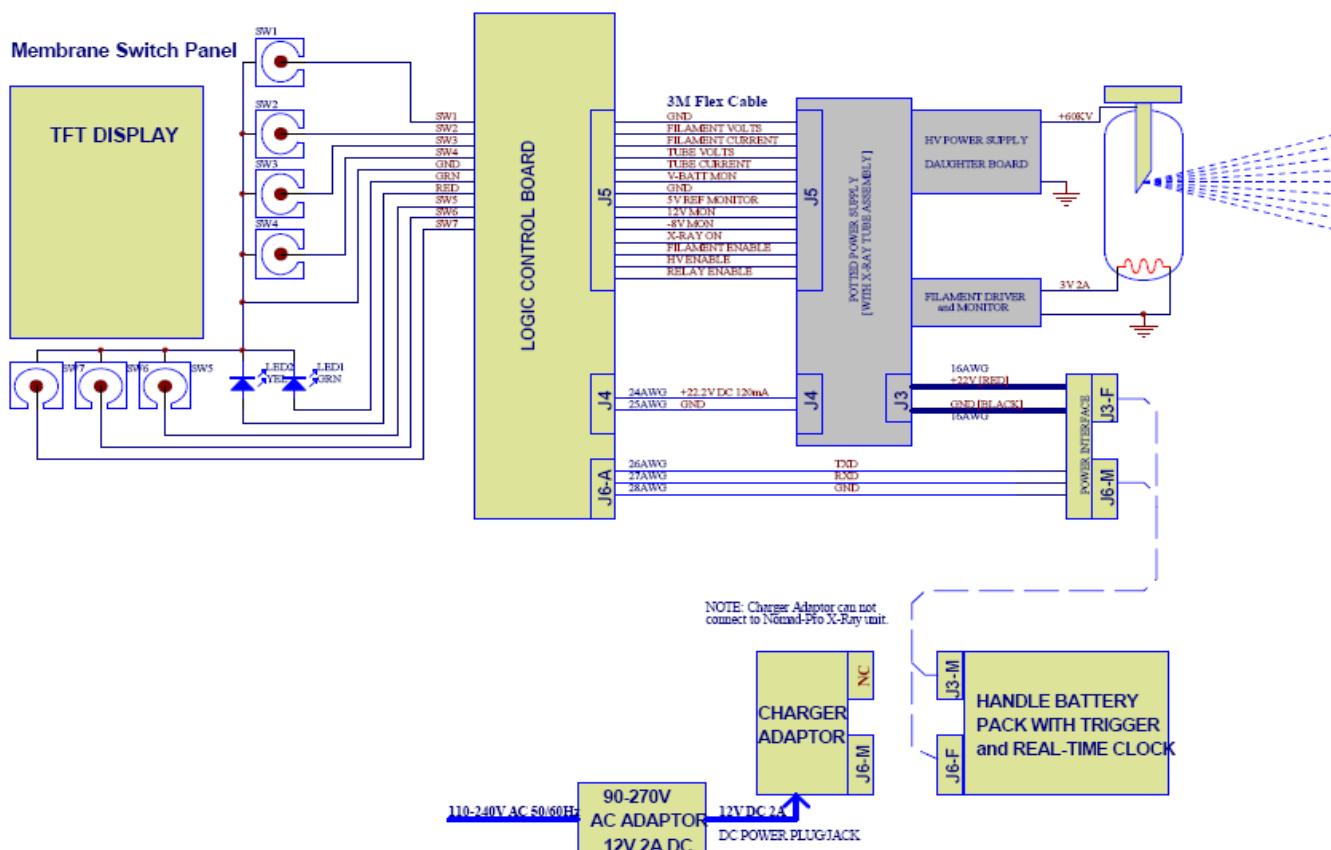 SW1
Membrane Switch Panel
TFT DISPLAY
SW2
SW3
SW4
SW7
SW6
SW5
LED2
YEL
LED1
GRN
SW1
SW2
SW3
SW4
GND
GRN
RED
SW5
SW6
SW7
LOGIC CONTROL BOARD
J5
J4
J6-A
3M Flex Cable
GND
FILAMENT VOLTS
FILAMENT CURRENT
TUBE VOLTS
TUBE CURRENT
V-BATT MON
GND
5V REF MONITOR
12V MON
-8V MON
X-RAY ON
FILAMENT ENABLE
HV ENABLE
RELAY ENABLE
24AWG +22.2V DC 120mA
25AWG GND
26AWG TXD
27AWG RXD
28AWG GND
J5
J4
J3
POTTED POWER SUPPLY
[WITH X-RAY TUBE ASSEMBLY]
HV POWER SUPPLY
DAUGHTER BOARD
+60KV
FILAMENT DRIVER
and MONITOR
3V 2A
16AWG
+22V [RED]
GND [BLACK]
16AWG
POWER INTERFACE
J3-F
J6-M
NOTE: Charger Adaptor can not
connect to Nomad-Pro X-Ray unit.
CHARGER
ADAPTOR
NC
J6-M
J3-M
J6-F
HANDLE BATTERY
PACK WITH TRIGGER
and REAL-TIME CLOCK
110-240V AC 50/60Hz
90-270V
AC ADAPTOR
12V 2A DC
12V DC 2A
DC POWER PLUG/JACK